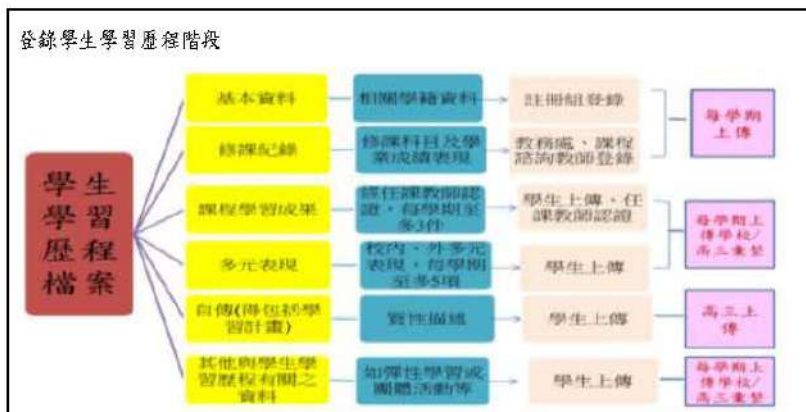 登錄學生學習歷程階段
學生
學習
歷程
檔案
基本資料
相關學籍資料
註冊組登錄
每學期
上傳
修課紀錄
修課科目及學
業成績表現
教務處、課程
諮詢教師登錄
課程學習成果
經任課教師認
證,每學期至
多3件
學生上傳、任
課教師認證
每學期上
傳學校/
高三彙整
多元表現
校內、外多元
表現,每學期
至多5項
學生上傳
自傳(得包括學
習計畫)
質性描述
學生上傳
高三上
傳
其他與學生學
習歷程有關之
資料
如彈性學習或
團體活動等
學生上傳
每學期上
傳學校/
高三彙整